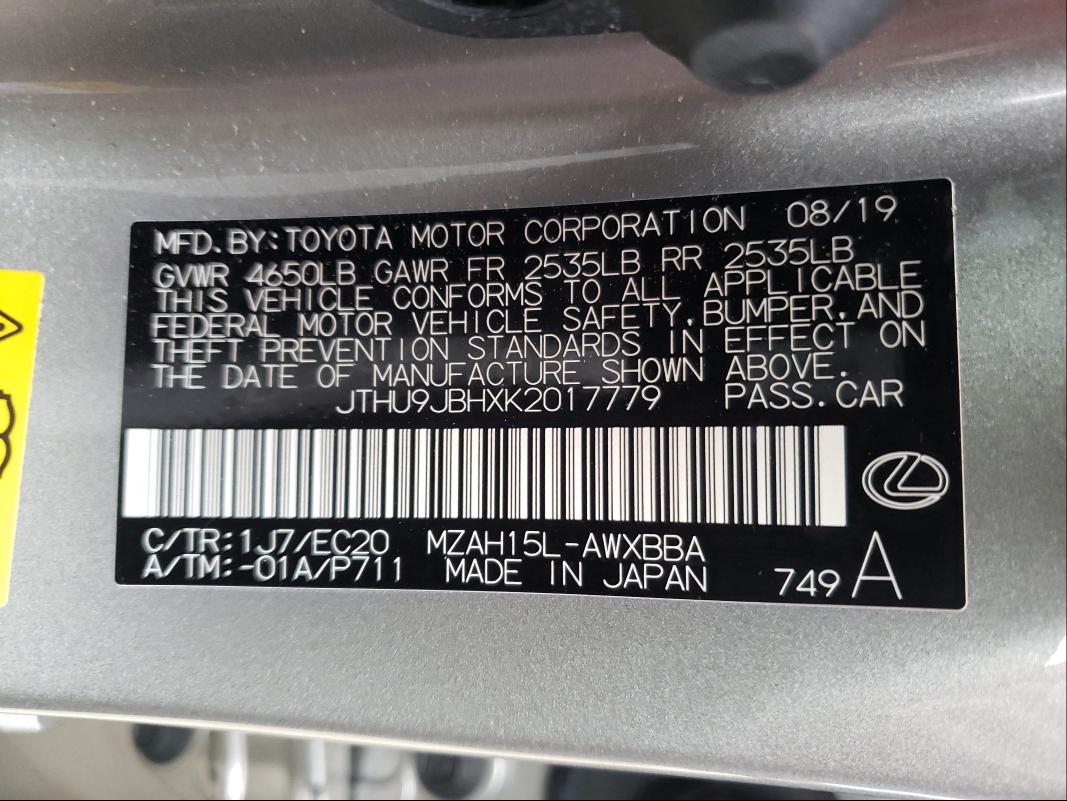 MFD. BY: TOYOTA MOTOR CORPORATION 08/19
GVWR 4650LB GAWR FR 2535LB RR 2535LB
THIS VEHICLE CONFORMS TO ALL APPLICABLE
FEDERAL MOTOR VEHICLE SAFETY, BUMPER, AND
THEFT PREVENTION STANDARDS IN EFFECT ON
THE DATE OF MANUFACTURE SHOWN ABOVE.
JTHU9JBHXK2017779 PASS. CAR
C/TR: 1J7/EC20 MZAH15L-AWXBBA
A/TM: -01A/P711 MADE IN JAPAN 749 A